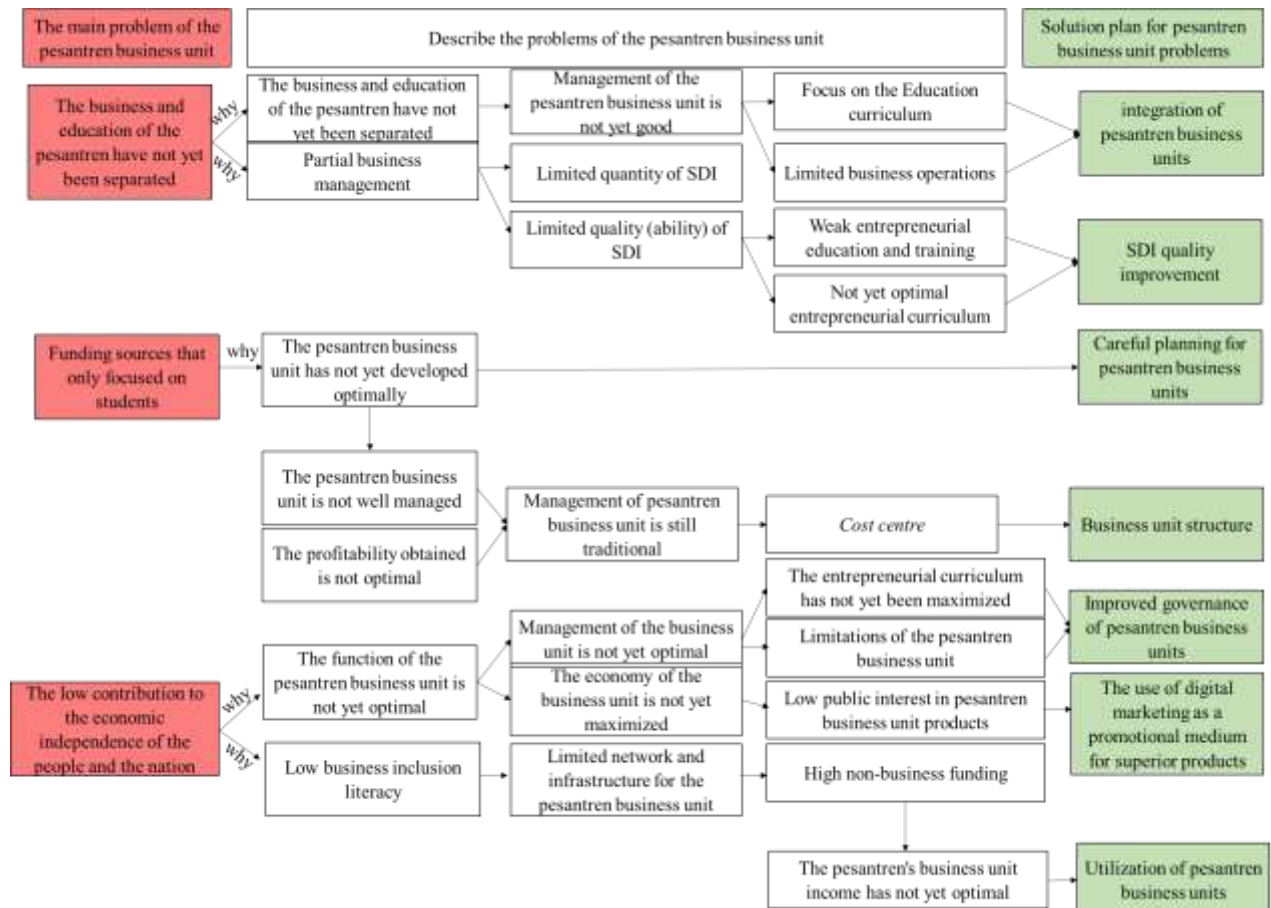 The main problem of the
pesantren business unit
Describe the problems of the pesantren business unit
Solution plan for pesantren
business unit problems
The business and
education of the
pesantren have not yet
been separated
why
why
The business and education
of the pesantren have not
yet been separated
Partial business
management
Management of the
pesantren business unit is
not yet good
Limited quantity of SDI
Limited quality (ability) of
SDI
Focus on the Education
curriculum
Limited business operations
Weak entrepreneurial
education and training
Not yet optimal
entrepreneurial curriculum
integration of
pesantren business
units
SDI quality
improvement
Funding sources that
only focused on
students
why
The pesantren business
unit has not yet developed
optimally
Careful planning for
pesantren business
units
The pesantren business
unit is not well managed
The profitability obtained
is not optimal
Management of pesantren
business unit is still
traditional
Cost centre
Business unit structure
The low contribution to
the economic
independence of the
people and the nation
why
why
The function of the
pesantren business unit is
not yet optimal
Low business inclusion
literacy
Management of the business
unit is not yet optimal
The economy of the
business unit is not yet
maximized
Limited network and
infrastructure for the
pesantren business unit
The entrepreneurial curriculum
has not yet been maximized
Limitations of the pesantren
business unit
Low public interest in pesantren
business unit products
High non-business funding
The pesantren's business unit
income has not yet optimal
Improved governance
of pesantren business
units
The use of digital
marketing as a
promotional medium
for superior products
Utilization of pesantren
business units